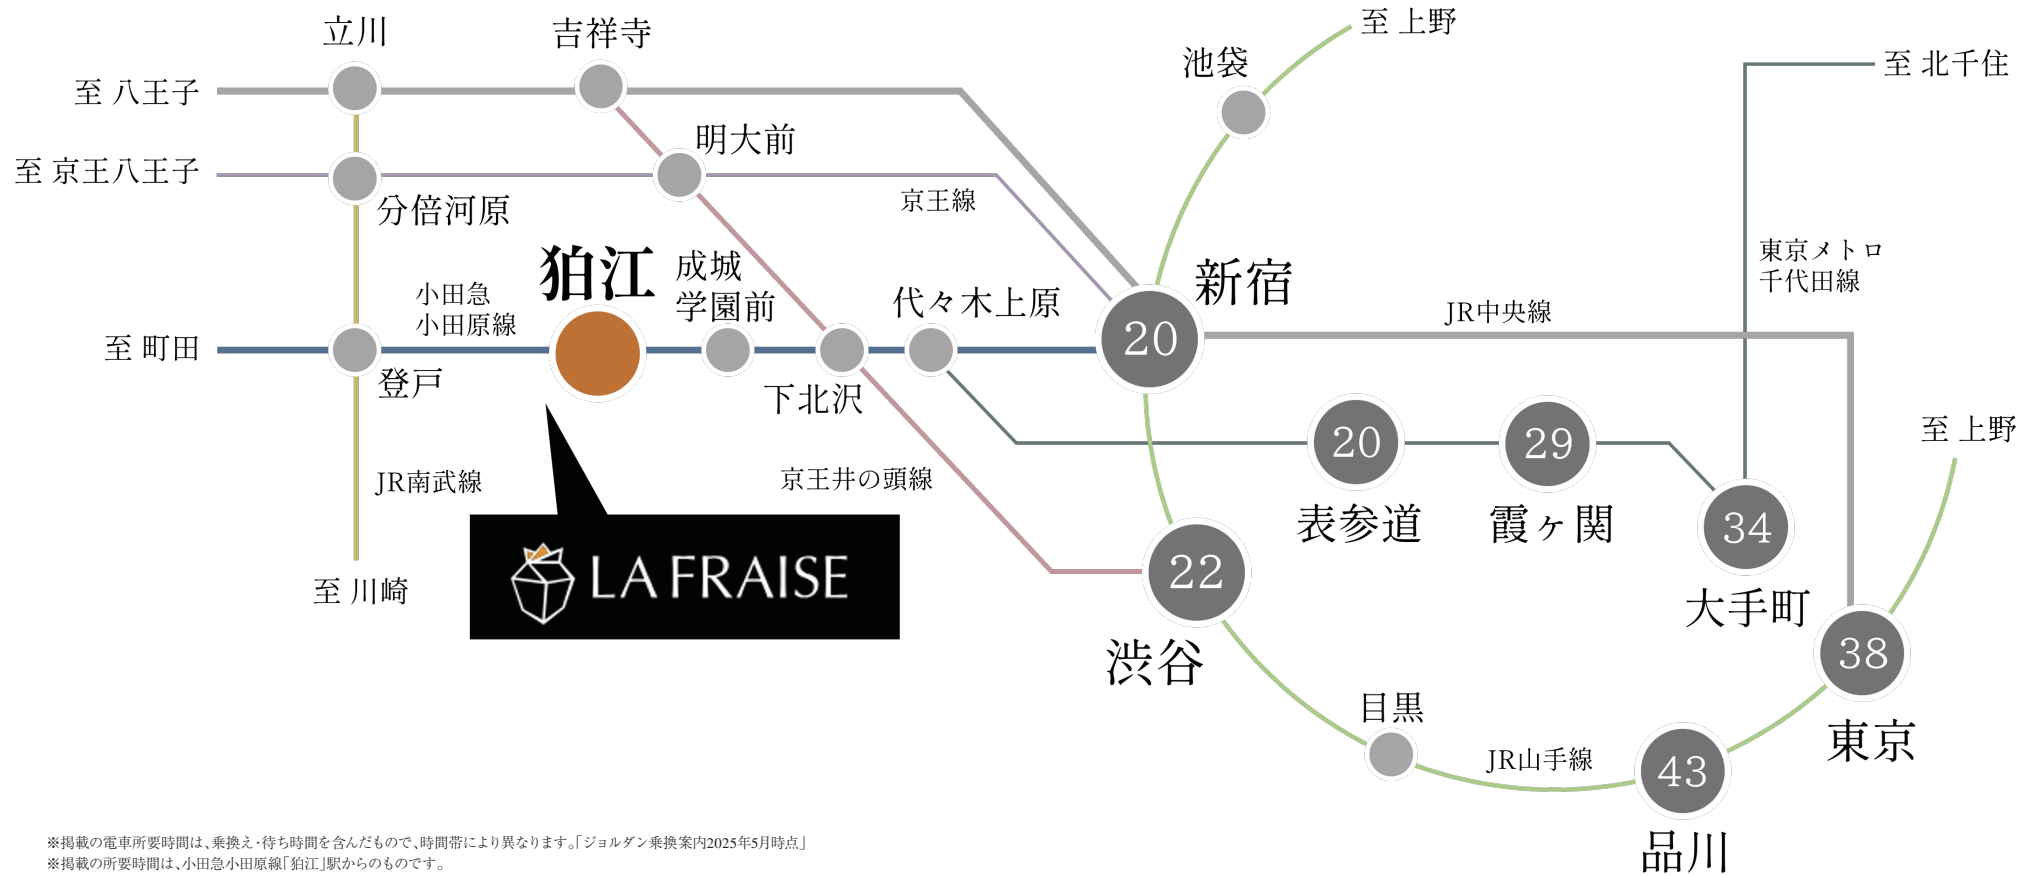 立川
吉祥寺
至 上野
池袋
至 北千住
至 八王子
明大前
至 京王八王子
分倍河原
京王線
狛江
成城
学園前
小田急
小田原線
代々木上原
新宿
20
東京メトロ
千代田線
JR中央線
至 町田
登戸
下北沢
至 上野
20
29
表参道
霞ヶ関
34
大手町
JR南武線
京王井の頭線
至 川崎
LA FRAISE
22
渋谷
38
東京
目黒
JR山手線
43
品川
※掲載の電車所要時間は、乗換え・待ち時間を含んだもので、時間帯により異なります。「ジョルダン乗換案内2025年5月時点」
※掲載の所要時間は、小田急小田原線「狛江」駅からのものです。